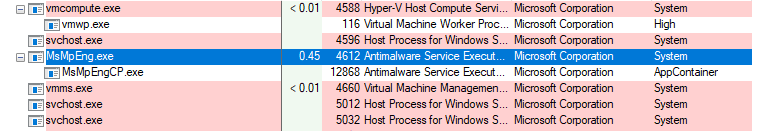 vmcompute.exe < 0.01 4588 Hyper-V Host Compute Servi... Microsoft Corporation System
vmwp.exe 116 Virtual Machine Worker Proc... Microsoft Corporation High
svchost.exe 4596 Host Process for Windows S... Microsoft Corporation System
MsMpEng.exe 0.45 4612 Antimalware Service Execut... Microsoft Corporation System
MsMpEngCP.exe 12868 Antimalware Service Execut... Microsoft Corporation AppContainer
vmms.exe < 0.01 4660 Virtual Machine Managemen... Microsoft Corporation System
svchost.exe 5012 Host Process for Windows S... Microsoft Corporation System
svchost.exe 5032 Host Process for Windows S... Microsoft Corporation System